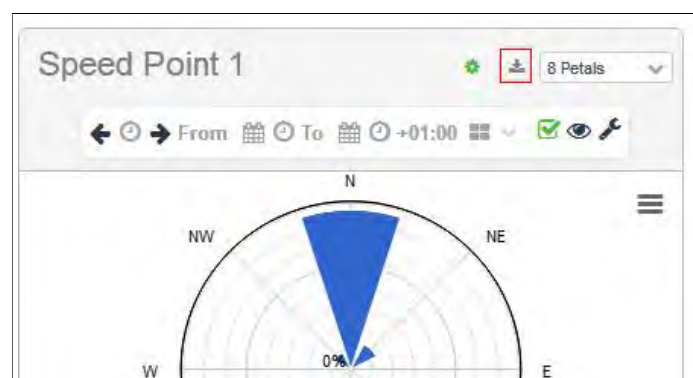 Speed Point 1
8 Petals
From To +01:00
N
NW NE
0%
W E